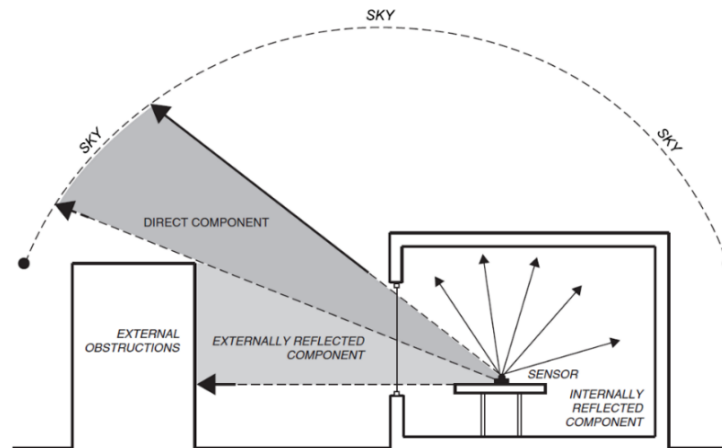 SKY
SKY
SKY
DIRECT COMPONENT
EXTERNAL
OBSTRUCTIONS
EXTERNALLY REFLECTED
COMPONENT
SENSOR
INTERNALLY
REFLECTED
COMPONENT